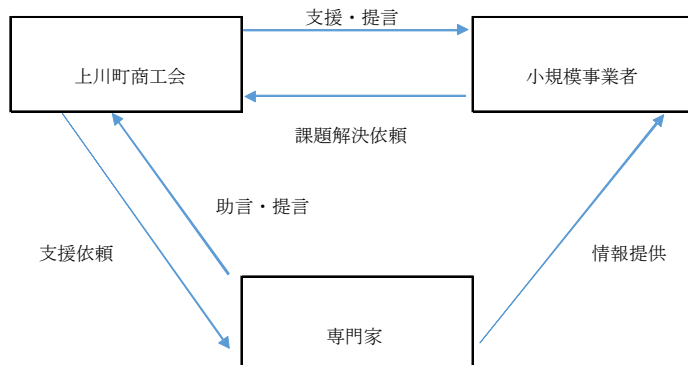 支援・提言
上川町商工会
小規模事業者
課題解決依頼
助言・提言
支援依頼
情報提供
専門家